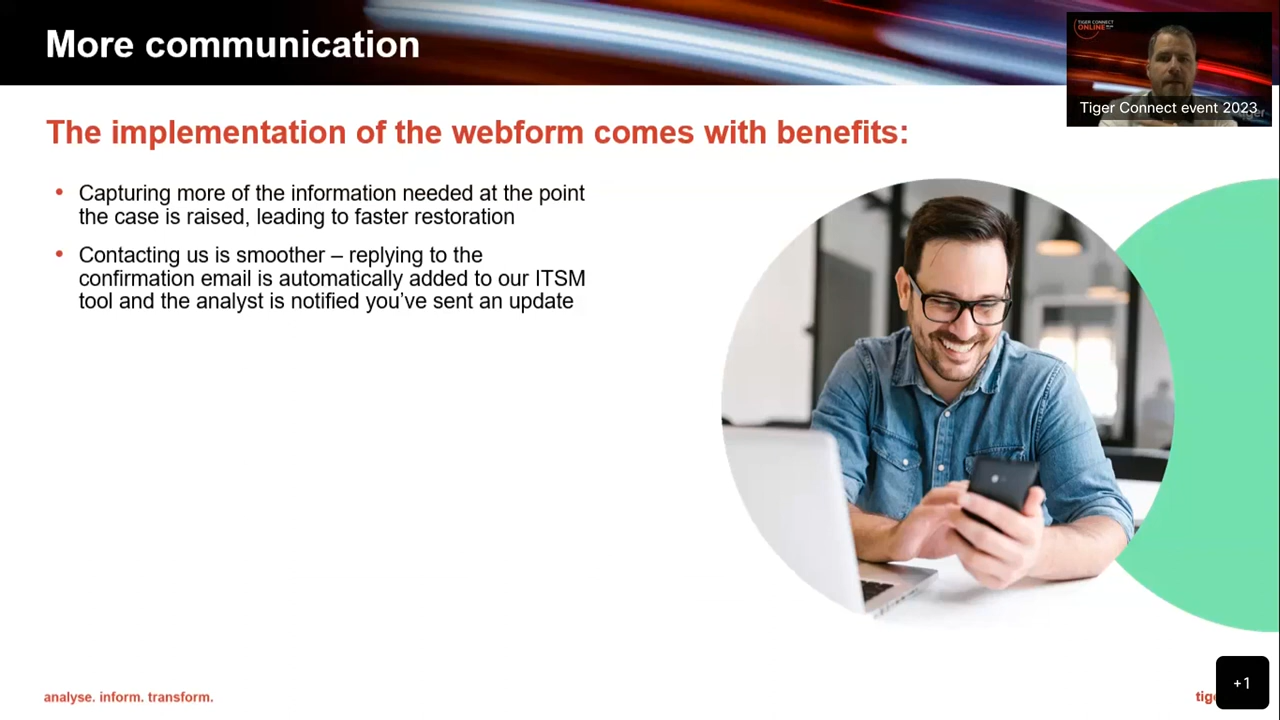 More communication
TIGER CONNECT
ONLINE
Tiger Connect event 2023
The implementation of the webform comes with benefits:
• Capturing more of the information needed at the point
the case is raised, leading to faster restoration
• Contacting us is smoother – replying to the
confirmation email is automatically added to our ITSM
tool and the analyst is notified you’ve sent an update
analyse. inform. transform.
+1